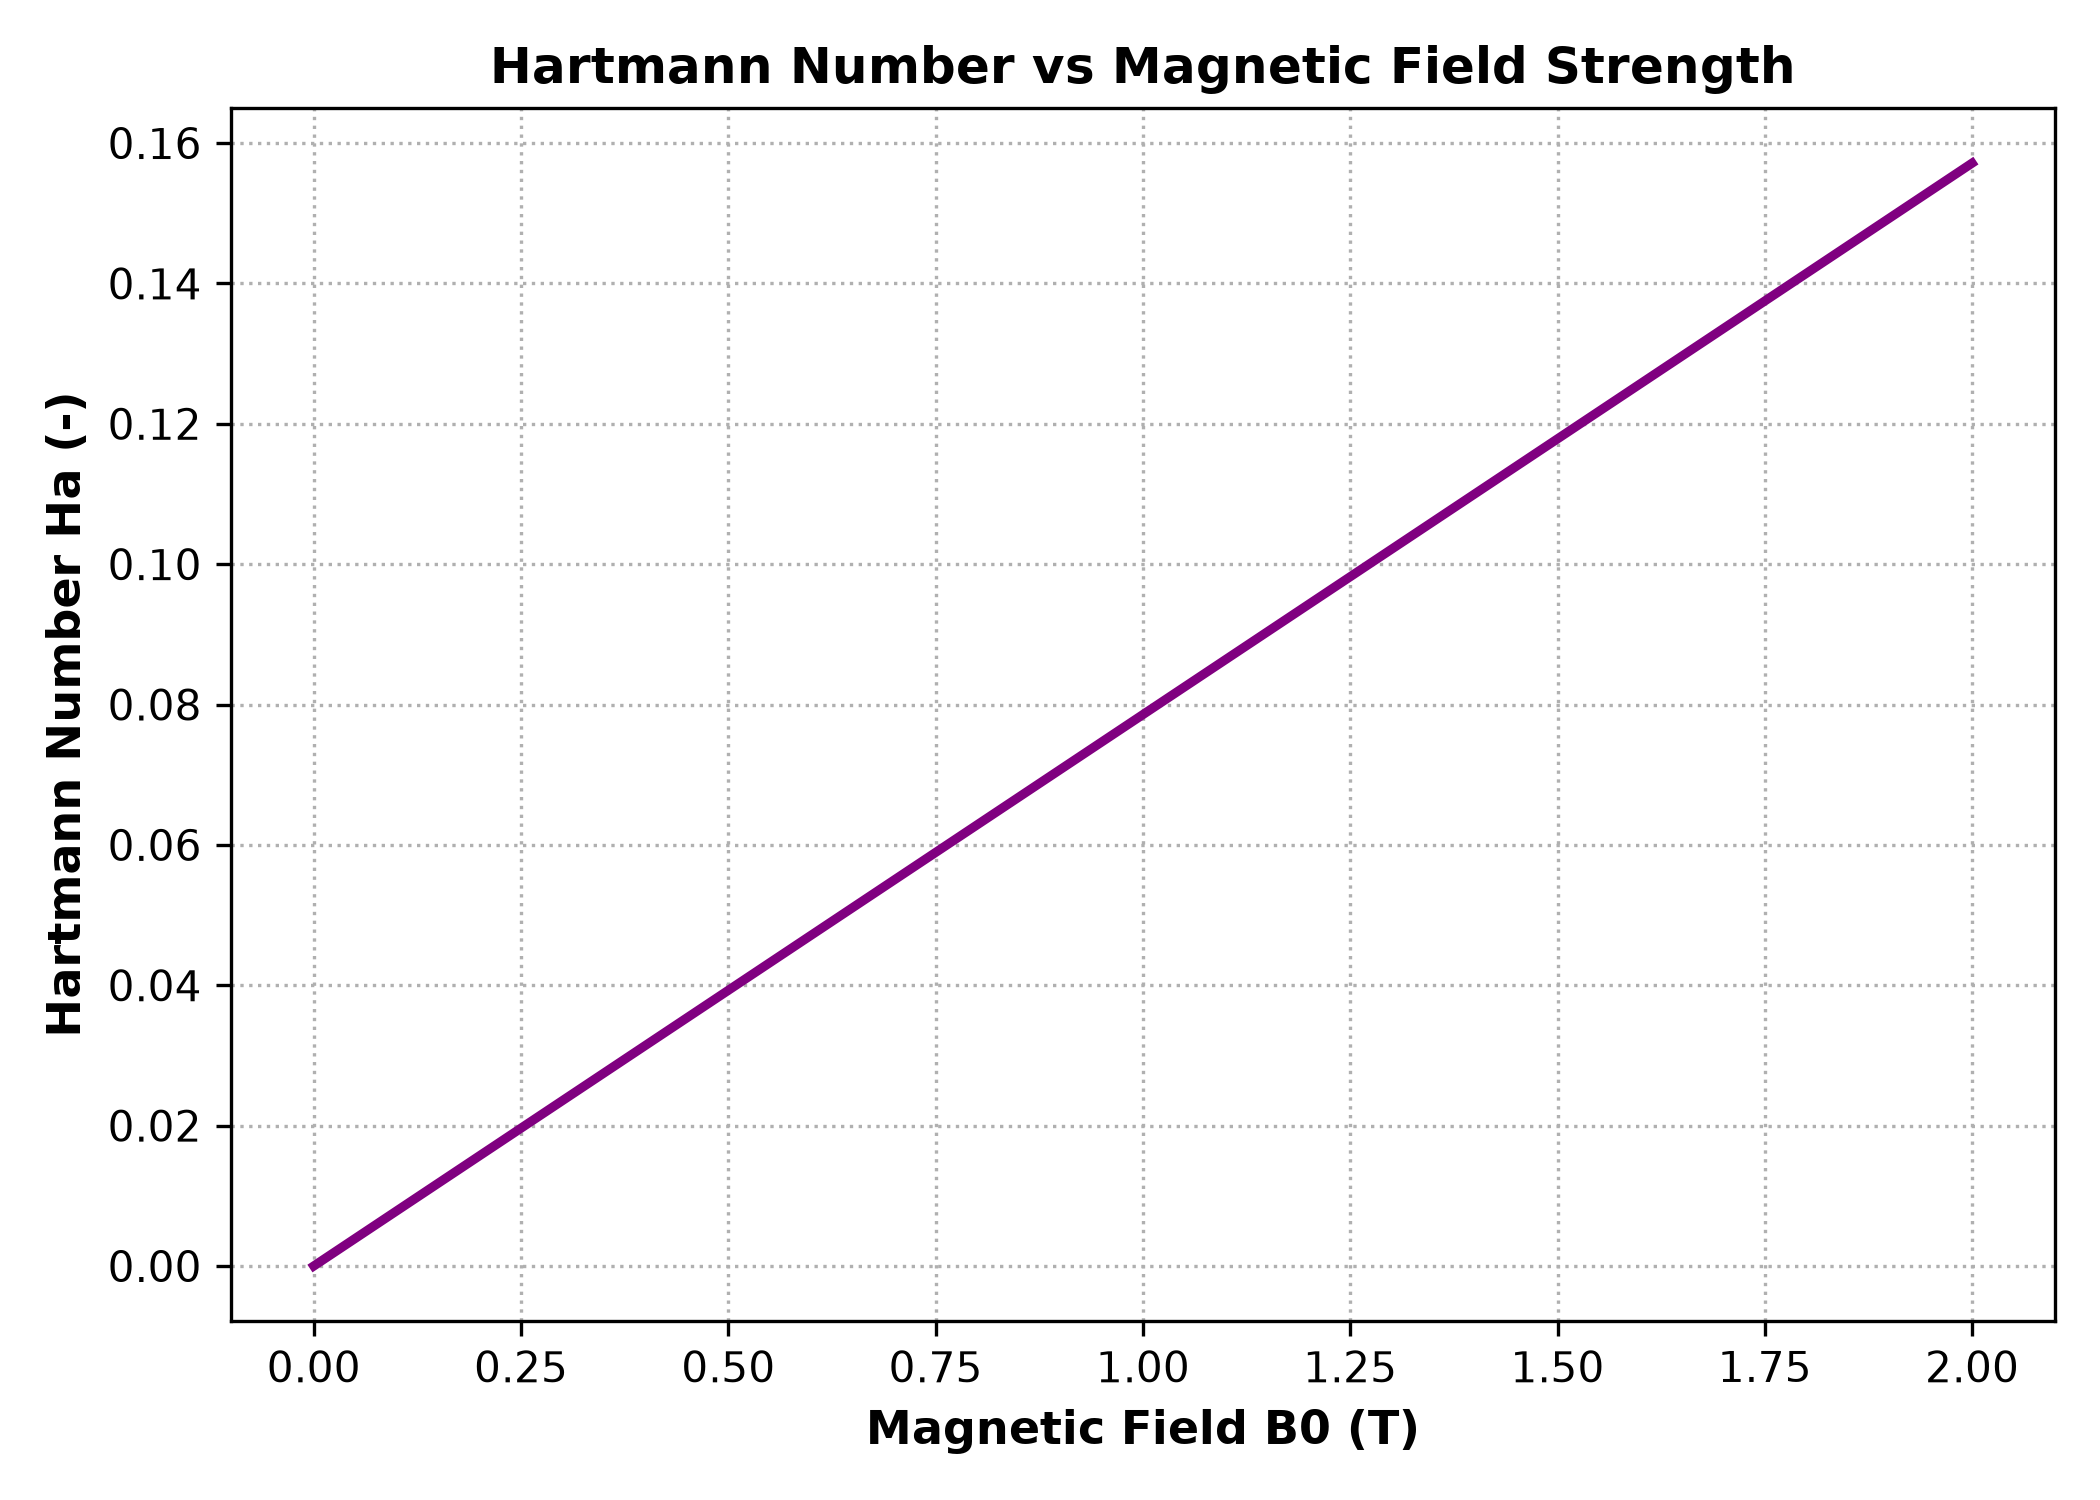 Hartmann Number vs Magnetic Field Strength
Hartmann Number Ha (-)
0.16
0.14
0.12
0.10
0.08
0.06
0.04
0.02
0.00
0.00 0.25 0.50 0.75 1.00 1.25 1.50 1.75 2.00
Magnetic Field B0 (T)